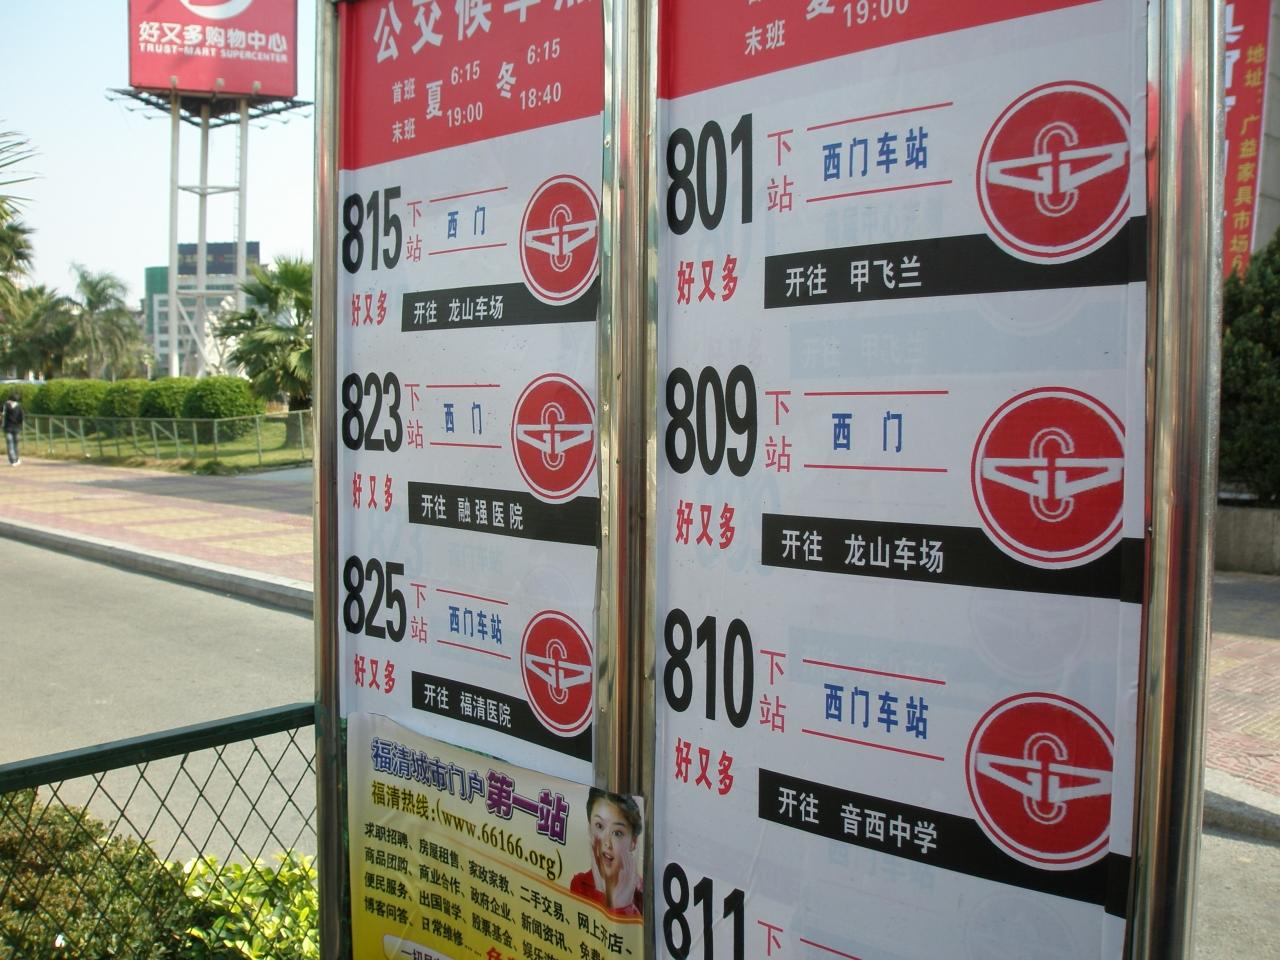 好又多购物中心
TRUST-MART SUPERCENTER
公交候车点
首班 夏 6:15 冬 6:15
末班 19:00 18:40
815 下站 西门
好又多 开往 龙山车场
823 下站 西门
好又多 开往 融强医院
825 下站 西门车站
好又多 开往 福清医院
福清城市门户第一站
福清热线:(www.66166.org)
求职招聘、房屋租售、家政家教、二手交易、网上开店、
商品团购、商业合作、政府企业、新闻资讯、免费
便民服务、出国留学、股票基金、娱乐
博客问答、日常维修……
末班 夏 19:00
801 下站 西门车站
好又多 开往 甲飞兰
809 下站 西门
好又多 开往 龙山车场
810 下站 西门车站
好又多 开往 音西中学
811 下
地址:广益家具市场